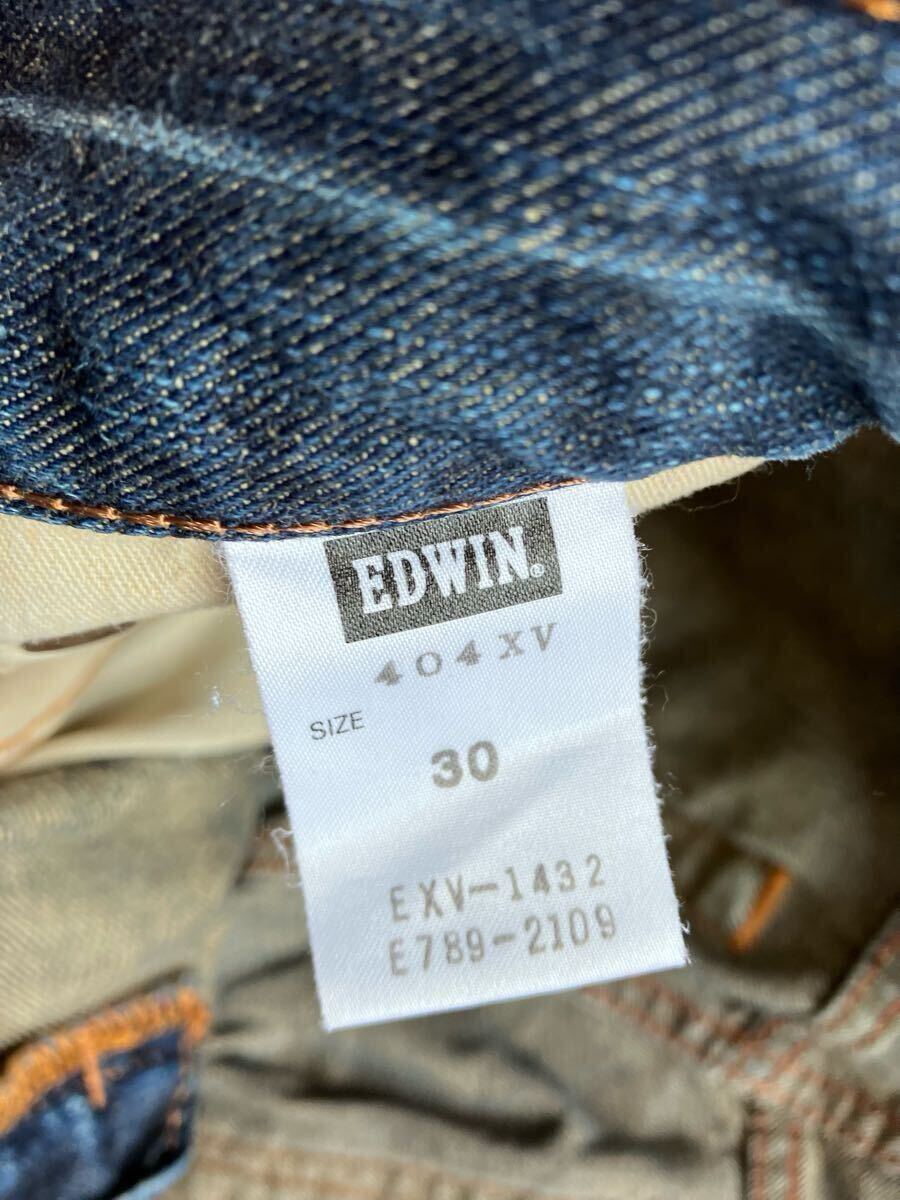 EDWIN.
404XV
SIZE
30
EXV-1432
E789-2109